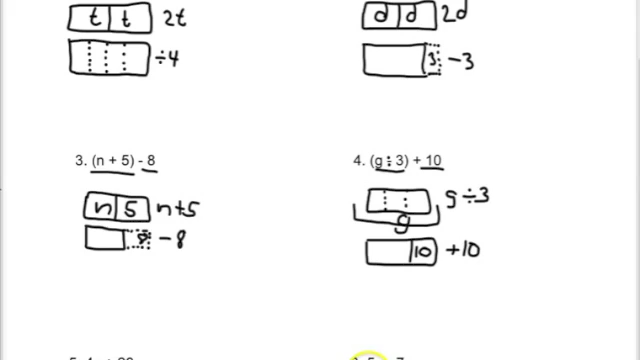 t t 2t
÷4
d d 2d
3 -3
3. (n + 5) - 8
n 5 n+5
-8
4. (g ÷ 3) + 10
g÷3
g
10 +10